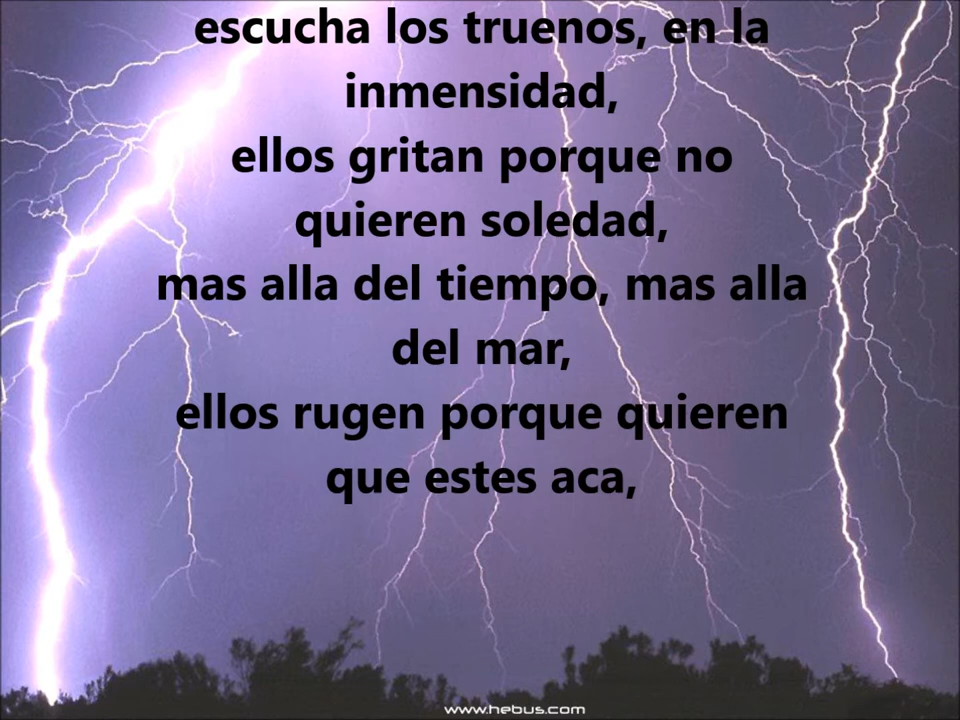 escucha los truenos, en la
inmensidad,
ellos gritan porque no
quieren soledad,
mas alla del tiempo, mas alla
del mar,
ellos rugen porque quieren
que estes aca,
www.hebus.com